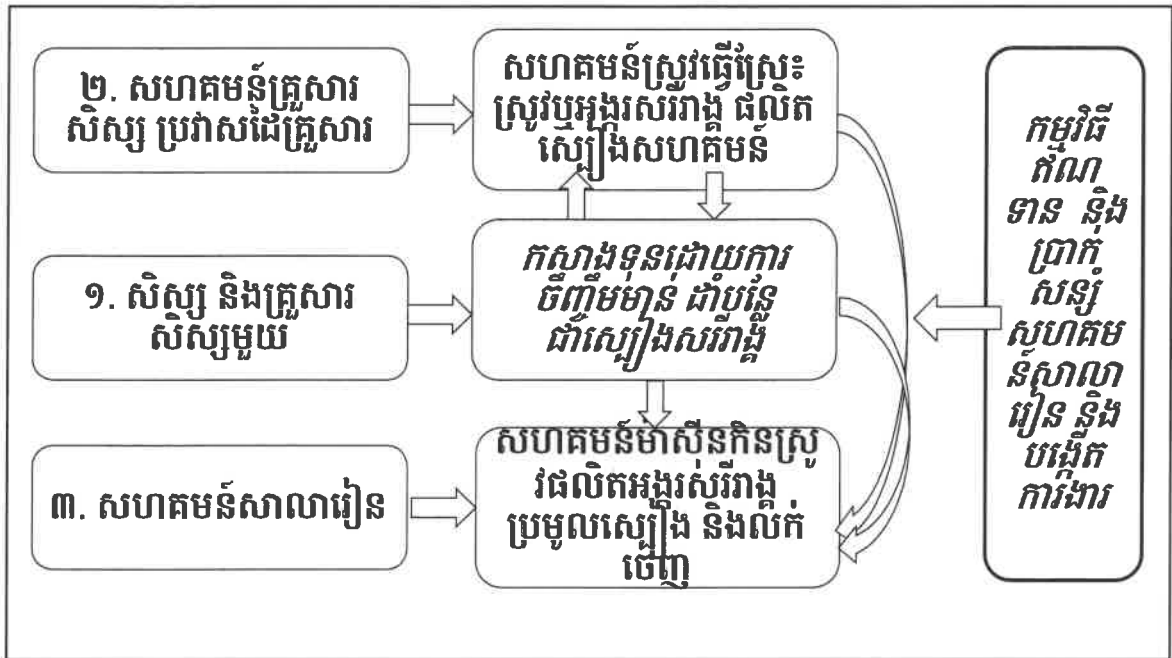 ២. សហគមន៍គ្រួសារ
សិស្ស ប្រវាសដៃគ្រួសារ
សហគមន៍ស្រូវធ្វើស្រែ៖
ស្រូវឬអង្ករសរីរាង្គ ផលិត
ស្បៀងសហគមន៍
១. សិស្ស និងគ្រួសារ
សិស្សមួយ
កសាងទុនដោយការ
ចិញ្ចឹមមាន់ ដាំបន្លែ
ជាស្បៀងសរីរាង្គ
៣. សហគមន៍សាលារៀន
សហគមន៍ម៉ាស៊ីនកិនស្រូ
វផលិតអង្ករសរីរាង្គ
ប្រមូលស្បៀង និងលក់
ចេញ
កម្មវិធី
ឥណ
ទាន និង
ប្រាក់
សន្សំ
សហគម
ន៍សាលា
រៀន និង
បង្កើត
ការងារ